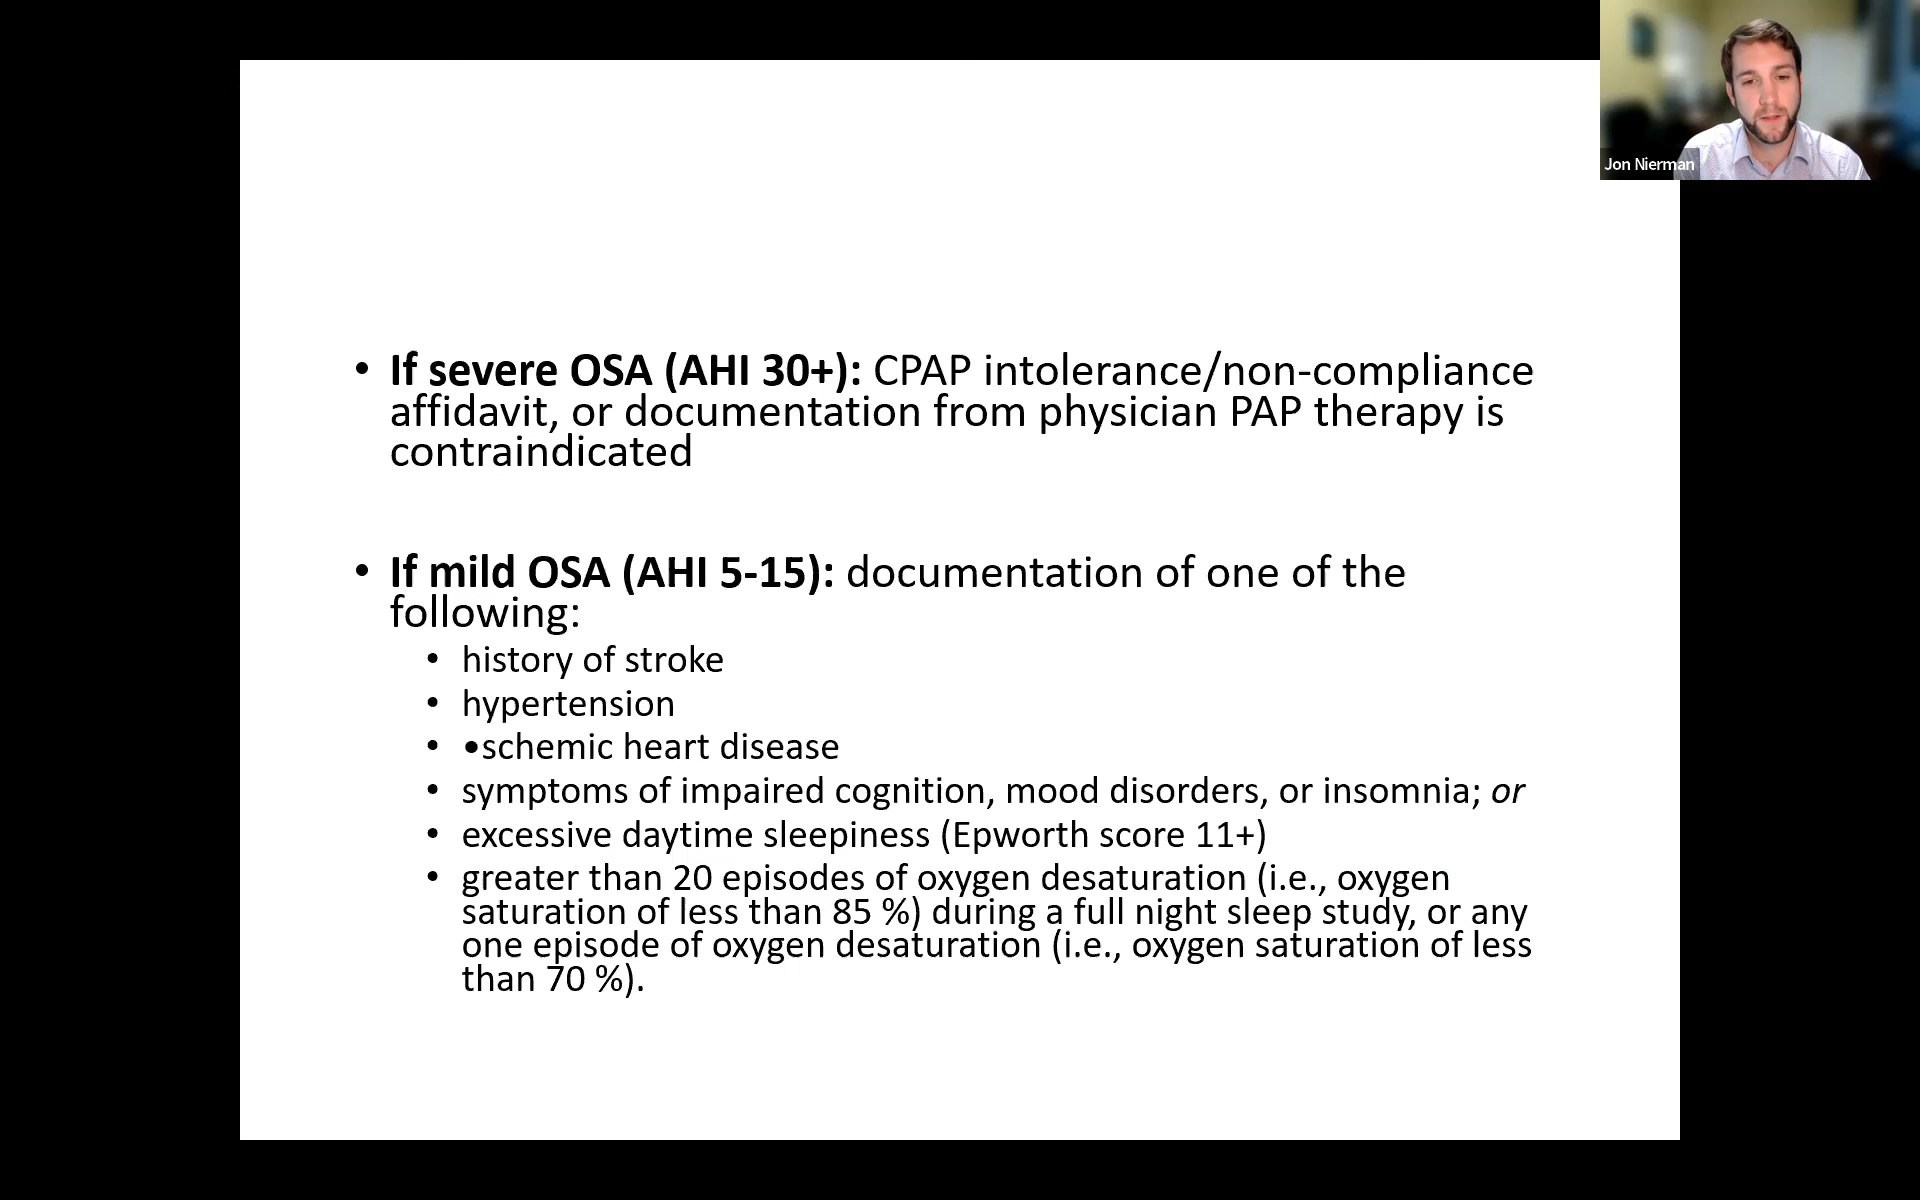 Jon Nierman
• If severe OSA (AHI 30+): CPAP intolerance/non-compliance
affidavit, or documentation from physician PAP therapy is
contraindicated
• If mild OSA (AHI 5-15): documentation of one of the
following:
• history of stroke
• hypertension
• •schemic heart disease
• symptoms of impaired cognition, mood disorders, or insomnia; or
• excessive daytime sleepiness (Epworth score 11+)
• greater than 20 episodes of oxygen desaturation (i.e., oxygen
saturation of less than 85 %) during a full night sleep study, or any
one episode of oxygen desaturation (i.e., oxygen saturation of less
than 70 %).